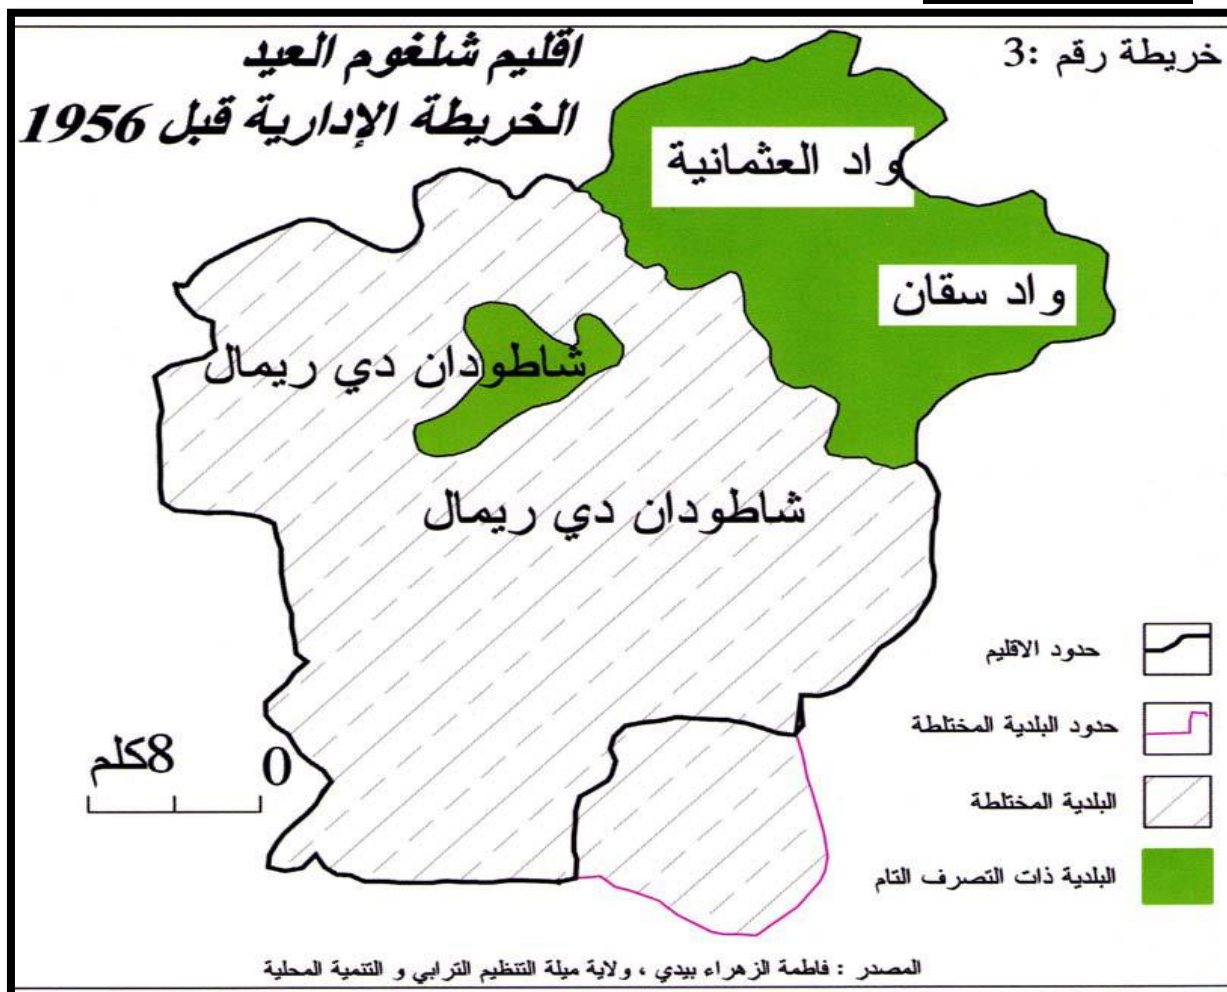 خريطة رقم :3
اقليم شلغوم العيد
الخريطة الإدارية قبل 1956
واد العثمانية
واد سقان
شاطودان دي ريمال
شاطودان دي ريمال
حدود الاقليم
حدود البلدية المختلطة
البلدية المختلطة
البلدية ذات التصرف التام
0 8كلم
المصدر : فاطمة الزهراء بيدي ، ولاية ميلة التنظيم الترابي و التنمية المحلية